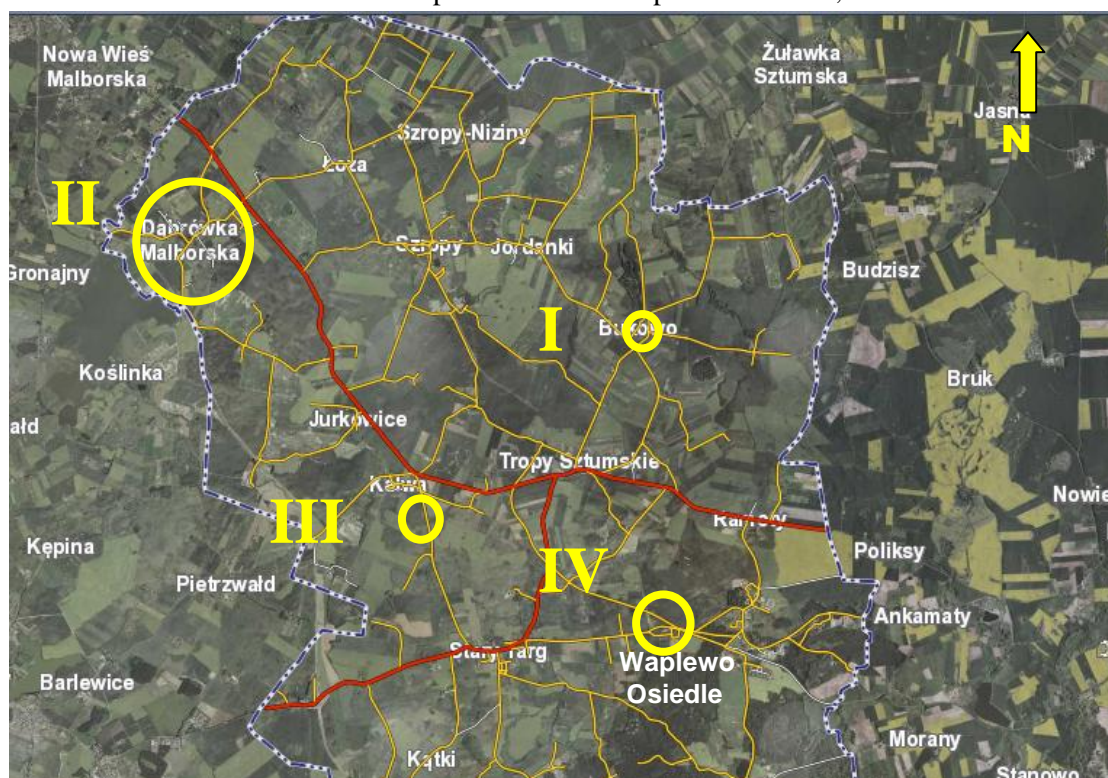 Nowa Wieś
Malborska
Żuławka
Sztumska
Jasna
N
Szropy-Niziny
Łoza
II
Dąbrówka
Malborska
Szropy
Jordanki
Gronajny
Budzisz
I
Bukowo
Koślinka
Bruk
ałd
Jurkowice
Tropy Sztumskie
Kalwa
Nowie
III
Ramoty
Kępina
IV
Poliksy
Pietrzwałd
Ankamaty
Stary Targ
Waplewo
Osiedle
Barlewice
Morany
Kątki
Stanowo